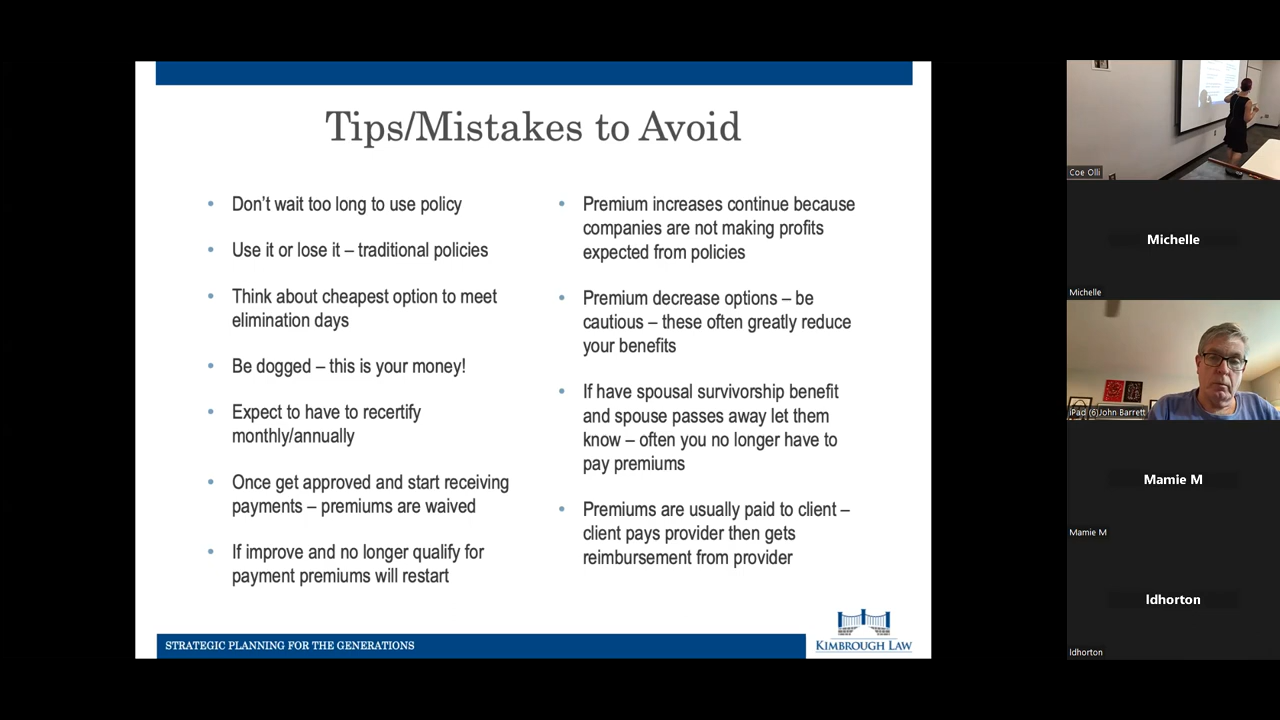 Tips/Mistakes to Avoid
• Don't wait too long to use policy
• Use it or lose it – traditional policies
• Think about cheapest option to meet
elimination days
• Be dogged – this is your money!
• Expect to have to recertify
monthly/annually
• Once get approved and start receiving
payments – premiums are waived
• If improve and no longer qualify for
payment premiums will restart
• Premium increases continue because
companies are not making profits
expected from policies
• Premium decrease options – be
cautious – these often greatly reduce
your benefits
• If have spousal survivorship benefit
and spouse passes away let them
know – often you no longer have to
pay premiums
• Premiums are usually paid to client –
client pays provider then gets
reimbursement from provider
STRATEGIC PLANNING FOR THE GENERATIONS
KIMBROUGH LAW
Coe Olli
Michelle
Michelle
iPad (6)John Barrett
Mamie M
Mamie M
ldhorton
ldhorton